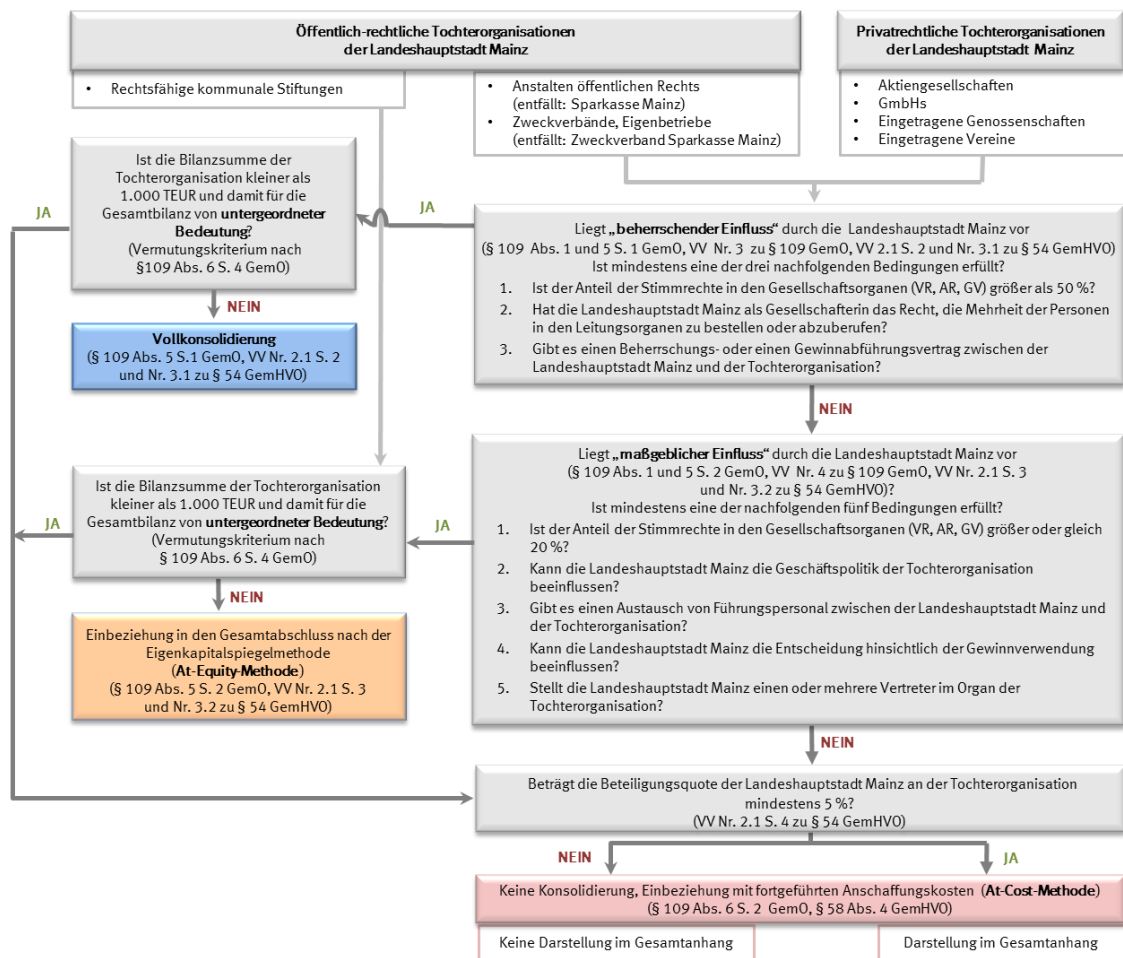 Öffentlich-rechtliche Tochterorganisationen
der Landeshauptstadt Mainz
Privatrechtliche Tochterorganisationen
der Landeshauptstadt Mainz
• Rechtsfähige kommunale Stiftungen
• Anstalten öffentlichen Rechts
(entfällt: Sparkasse Mainz)
• Zweckverbände, Eigenbetriebe
(entfällt: Zweckverband Sparkasse Mainz)
• Aktiengesellschaften
• GmbHs
• Eingetragene Genossenschaften
• Eingetragene Vereine
Ist die Bilanzsumme der
Tochterorganisation kleiner als
1.000 TEUR und damit für die
Gesamtbilanz von untergeordneter
Bedeutung?
(Vermutungskriterium nach
§109 Abs. 6 S. 4 GemO)
JA
JA
NEIN
Vollkonsolidierung
(§ 109 Abs. 5 S.1 GemO, VV Nr. 2.1 S. 2
und Nr. 3.1 zu § 54 GemHVO)
Liegt „beherrschender Einfluss“ durch die Landeshauptstadt Mainz vor
(§ 109 Abs. 1 und 5 S. 1 GemO, VV Nr. 3 zu § 109 GemO, VV 2.1 S. 2 und Nr. 3.1 zu § 54 GemHVO)
Ist mindestens eine der drei nachfolgenden Bedingungen erfüllt?
1. Ist der Anteil der Stimmrechte in den Gesellschaftsorganen (VR, AR, GV) größer als 50 %?
2. Hat die Landeshauptstadt Mainz als Gesellschafterin das Recht, die Mehrheit der Personen
in den Leitungsorganen zu bestellen oder abzuberufen?
3. Gibt es einen Beherrschungs- oder einen Gewinnabführungsvertrag zwischen der
Landeshauptstadt Mainz und der Tochterorganisation?
NEIN
Liegt „maßgeblicher Einfluss“ durch die Landeshauptstadt Mainz vor
(§ 109 Abs. 1 und 5 S. 2 GemO, VV Nr. 4 zu § 109 GemO, VV Nr. 2.1 S. 3
und Nr. 3.2 zu § 54 GemHVO)?
Ist mindestens eine der nachfolgenden fünf Bedingungen erfüllt?
1. Ist der Anteil der Stimmrechte in den Gesellschaftsorganen (VR, AR, GV) größer oder gleich
20 %?
2. Kann die Landeshauptstadt Mainz die Geschäftspolitik der Tochterorganisation
beeinflussen?
3. Gibt es einen Austausch von Führungspersonal zwischen der Landeshauptstadt Mainz und
der Tochterorganisation?
4. Kann die Landeshauptstadt Mainz die Entscheidung hinsichtlich der Gewinnverwendung
beeinflussen?
5. Stellt die Landeshauptstadt Mainz einen oder mehrere Vertreter im Organ der
Tochterorganisation?
Ist die Bilanzsumme der Tochterorganisation
kleiner als 1.000 TEUR und damit für die
Gesamtbilanz von untergeordneter Bedeutung?
(Vermutungskriterium nach
§ 109 Abs. 6 S. 4 GemO)
JA
JA
NEIN
Einbeziehung in den Gesamtabschluss nach der
Eigenkapitalspiegelmethode
(At-Equity-Methode)
(§ 109 Abs. 5 S. 2 GemO, VV Nr. 2.1 S. 3
und Nr. 3.2 zu § 54 GemHVO)
NEIN
Beträgt die Beteiligungsquote der Landeshauptstadt Mainz an der Tochterorganisation
mindestens 5 %?
(VV Nr. 2.1 S. 4 zu § 54 GemHVO)
NEIN
JA
Keine Konsolidierung, Einbeziehung mit fortgeführten Anschaffungskosten (At-Cost-Methode)
(§ 109 Abs. 6 S. 2 GemO, § 58 Abs. 4 GemHVO)
Keine Darstellung im Gesamtanhang
Darstellung im Gesamtanhang